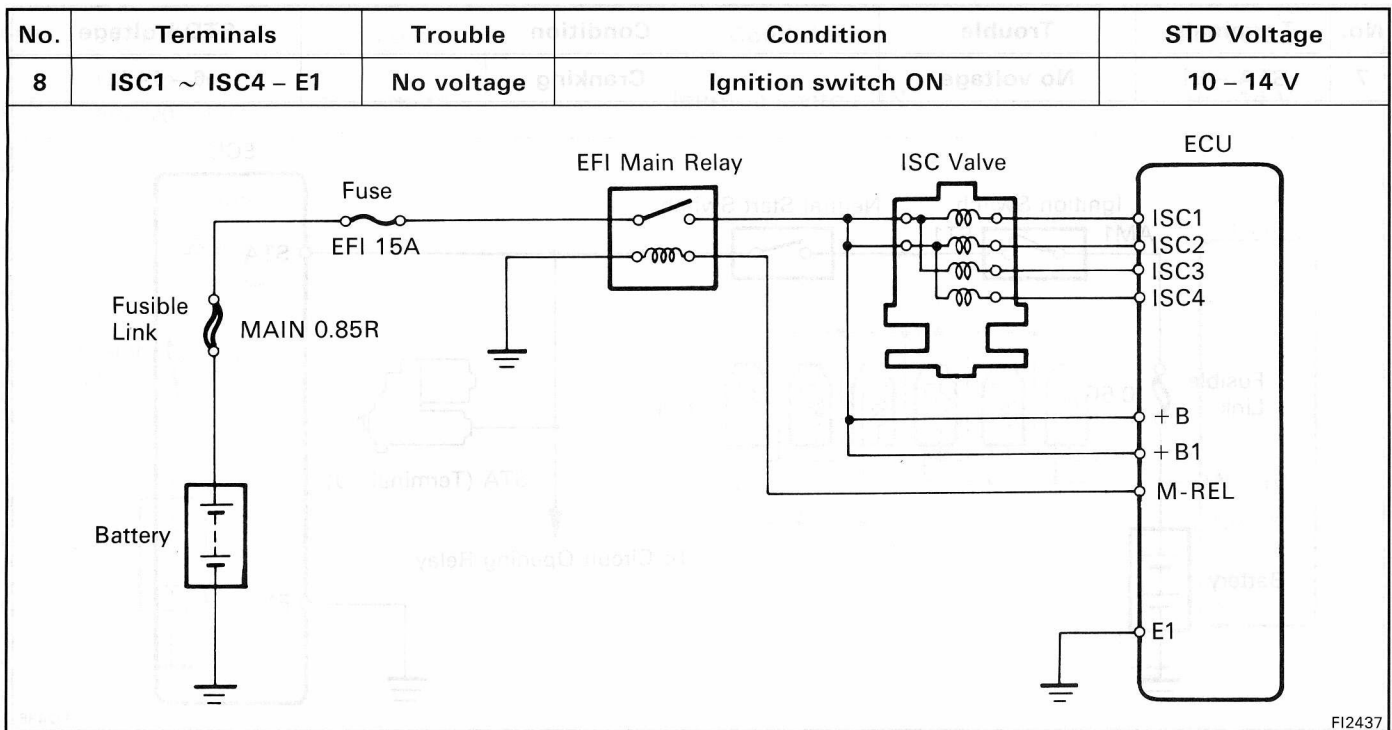 No. Terminals Trouble Condition STD Voltage
8 ISC1 ~ ISC4 – E1 No voltage Ignition switch ON 10 – 14 V
ECU
EFI Main Relay
ISC Valve
Fuse
EFI 15A
ISC1
ISC2
ISC3
ISC4
Fusible
Link
MAIN 0.85R
+B
+B1
M-REL
Battery
E1
FI2437